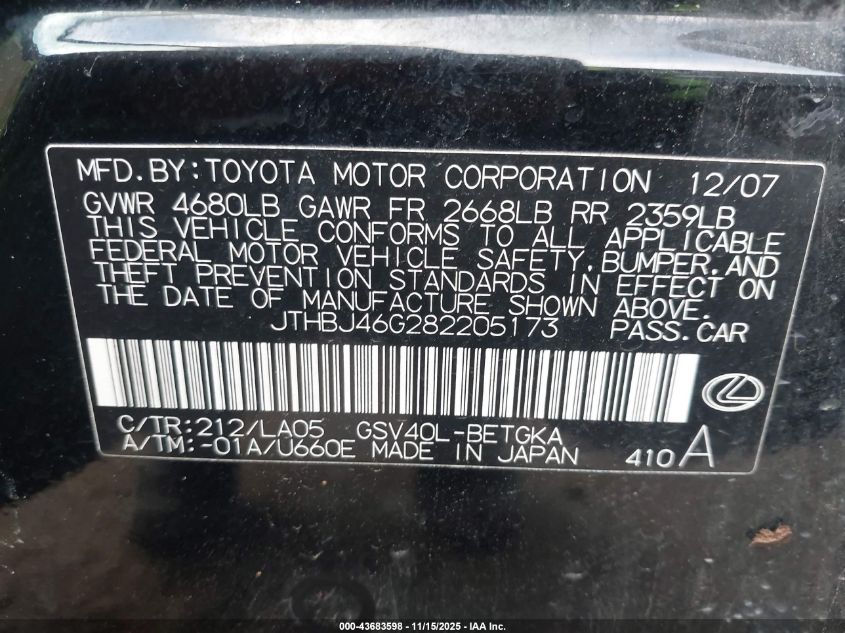 MFD.BY:TOYOTA MOTOR CORPORATION 12/07
GVWR 4680LB GAWR FR 2668LB RR 2359LB
THIS VEHICLE CONFORMS TO ALL APPLICABLE
FEDERAL MOTOR VEHICLE SAFETY,BUMPER,AND
THEFT PREVENTION STANDARDS IN EFFECT ON
THE DATE OF MANUFACTURE SHOWN ABOVE.
JTHBJ46G282205173 PASS.CAR
C/TR:212/LA05 GSV40L-BETGKA
A/TM:-01A/U660E MADE IN JAPAN 410A
000-43683598 - 11/15/2025 - IAA Inc.